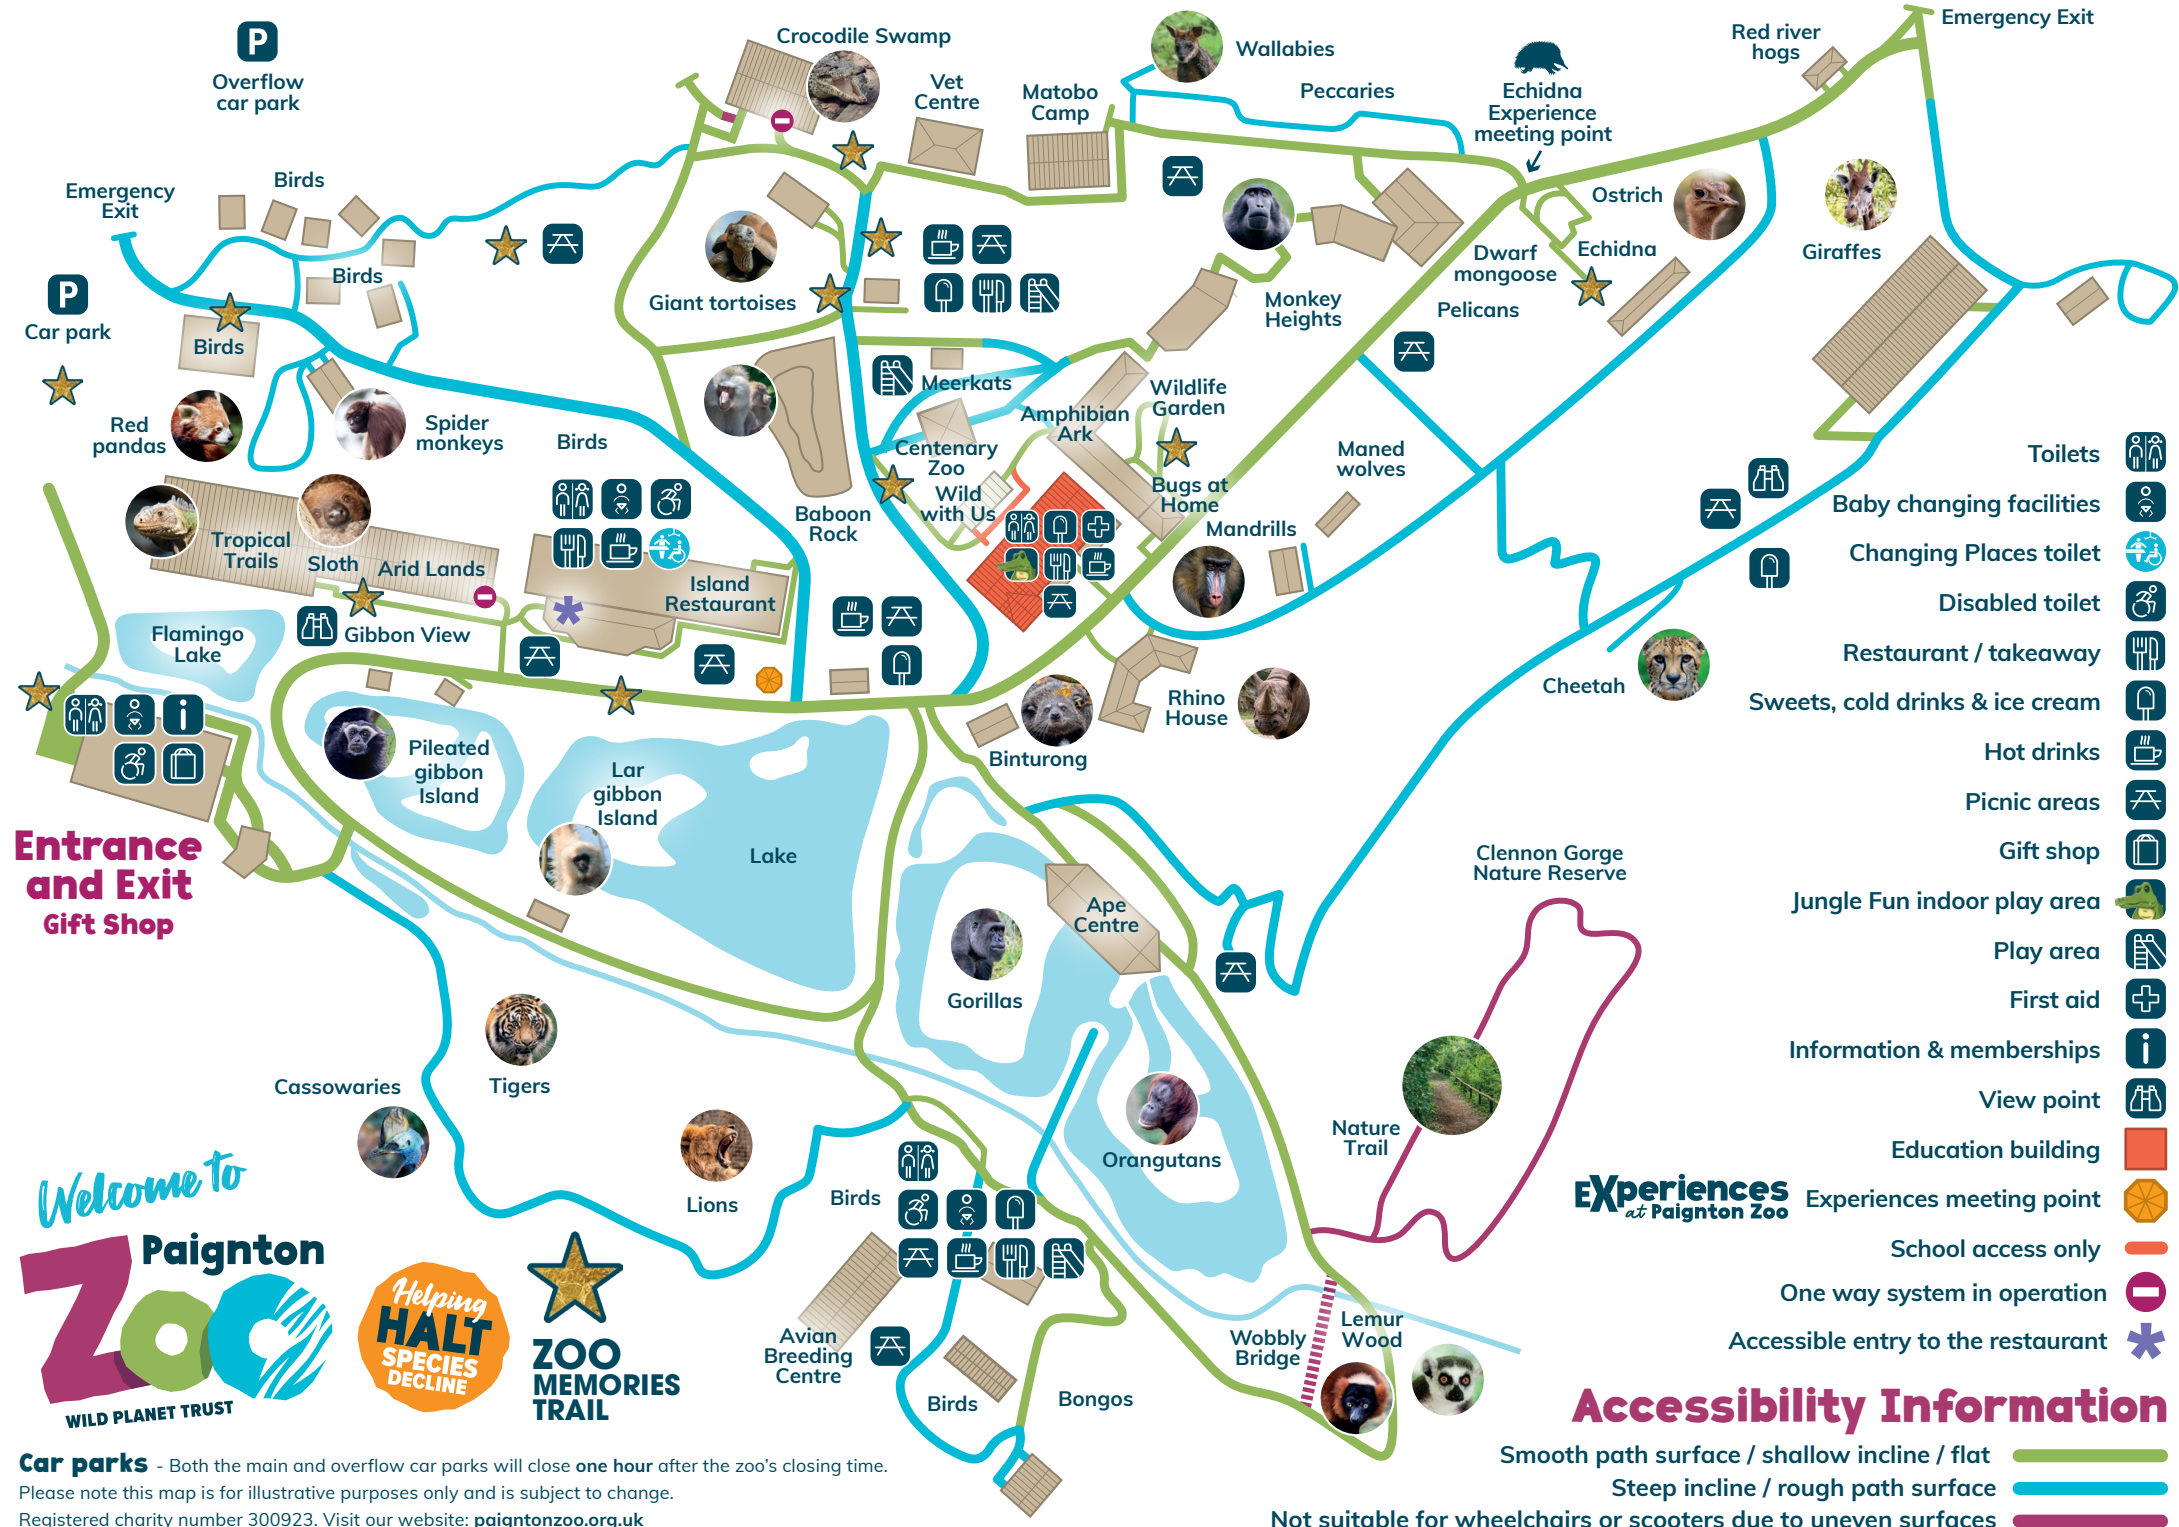 P
Overflow
car park
Crocodile Swamp
Vet
Centre
Matobo
Camp
Wallabies
Peccaries
Echidna
Experience
meeting point
Red river
hogs
Emergency Exit
Emergency
Exit
Birds
Birds
Birds
P
Car park
Giant tortoises
Ostrich
Dwarf
mongoose
Echidna
Giraffes
Monkey
Heights
Pelicans
Red
pandas
Spider
monkeys
Birds
Meerkats
Amphibian
Ark
Wildlife
Garden
Centenary
Zoo
Wild
with Us
Bugs at
Home
Maned
wolves
Mandrills
Baboon
Rock
Tropical
Trails
Sloth
Arid Lands
Island
Restaurant
Flamingo
Lake
Gibbon View
Pileated
gibbon
Island
Lar
gibbon
Island
Lake
Binturong
Rhino
House
Cheetah
Entrance
and Exit
Gift Shop
Ape
Centre
Gorillas
Clennon Gorge
Nature Reserve
Nature
Trail
Cassowaries
Tigers
Lions
Orangutans
Birds
Avian
Breeding
Centre
Birds
Bongos
Wobbly
Bridge
Lemur
Wood
Toilets
Baby changing facilities
Changing Places toilet
Disabled toilet
Restaurant / takeaway
Sweets, cold drinks & ice cream
Hot drinks
Picnic areas
Gift shop
Jungle Fun indoor play area
Play area
First aid
Information & memberships
View point
Education building
EXperiences
at Paignton Zoo
Experiences meeting point
School access only
One way system in operation
Accessible entry to the restaurant
Accessibility Information
Smooth path surface / shallow incline / flat
Steep incline / rough path surface
Not suitable for wheelchairs or scooters due to uneven surfaces
Welcome to
Paignton
ZOO
WILD PLANET TRUST
Helping
HALT
SPECIES
DECLINE
ZOO
MEMORIES
TRAIL
Car parks - Both the main and overflow car parks will close one hour after the zoo's closing time.
Please note this map is for illustrative purposes only and is subject to change.
Registered charity number 300923. Visit our website: paigntonzoo.org.uk